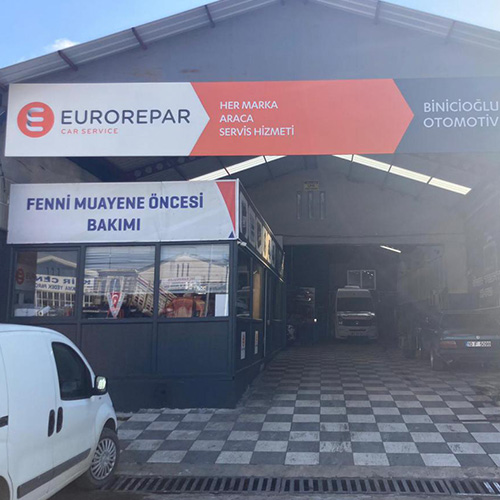 EUROREPAR
CAR SERVICE
HER MARKA
ARACA
SERVİS HİZMETİ
BİNİCİOĞLU
OTOMOTİV
FENNİ MUAYENE ÖNCESİ
BAKIMI